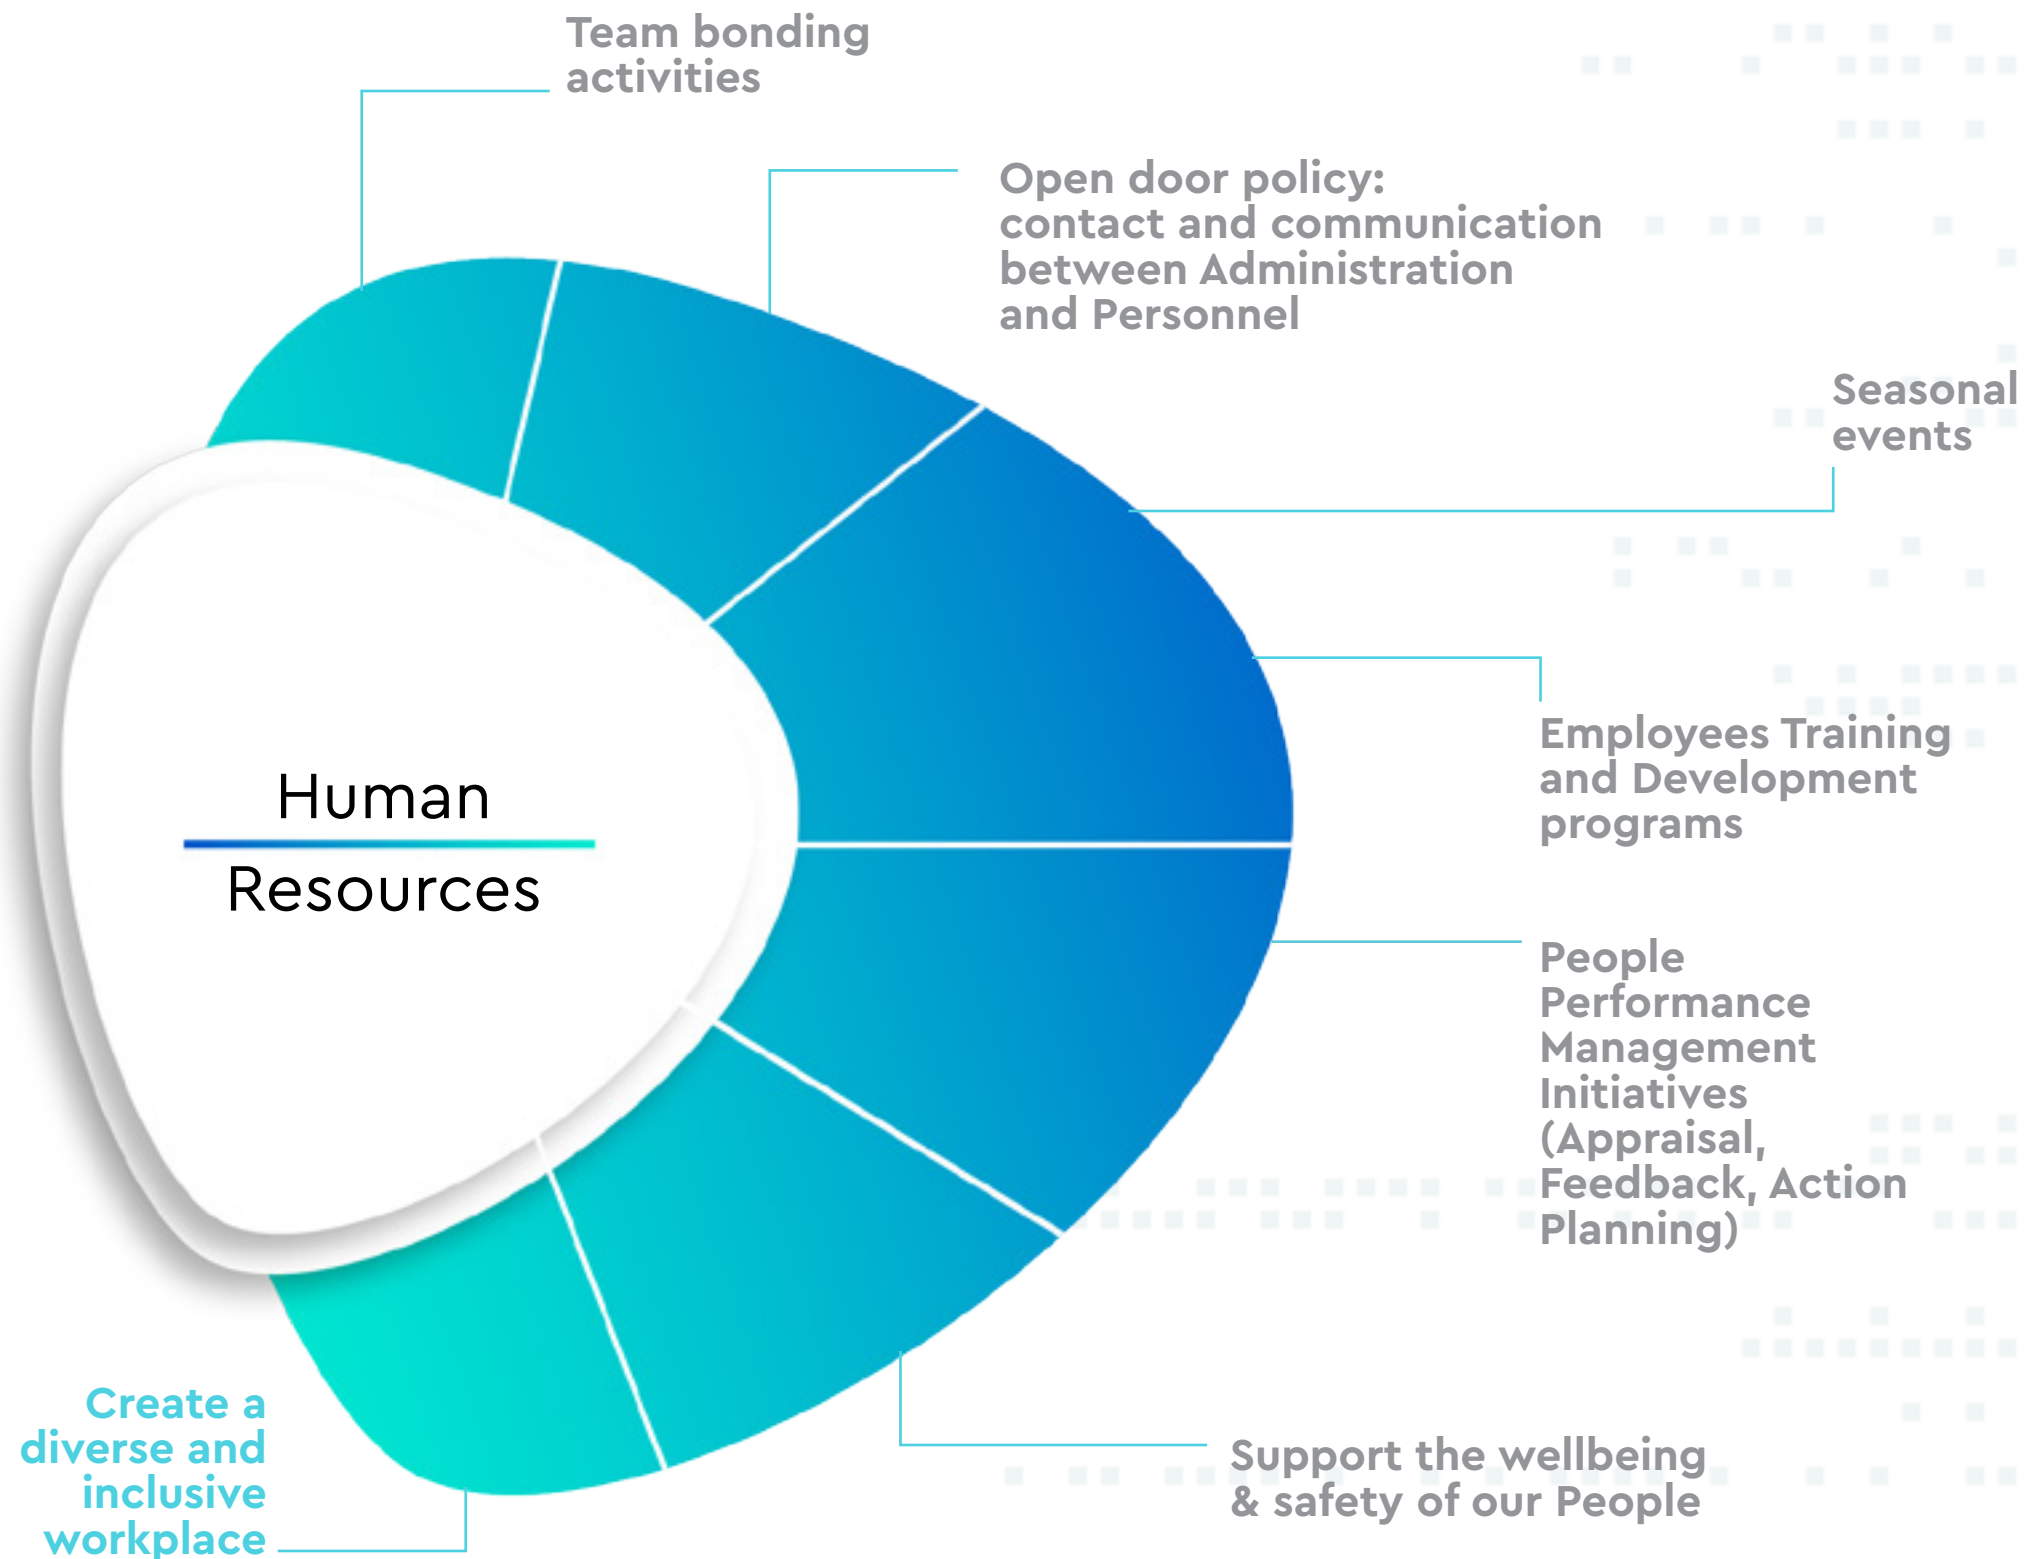 Team bonding
activities
Open door policy:
contact and communication
between Administration
and Personnel
Seasonal
events
Human
Resources
Employees Training
and Development
programs
People
Performance
Management
Initiatives
(Appraisal,
Feedback, Action
Planning)
Create a
diverse and
inclusive
workplace
Support the wellbeing
& safety of our People